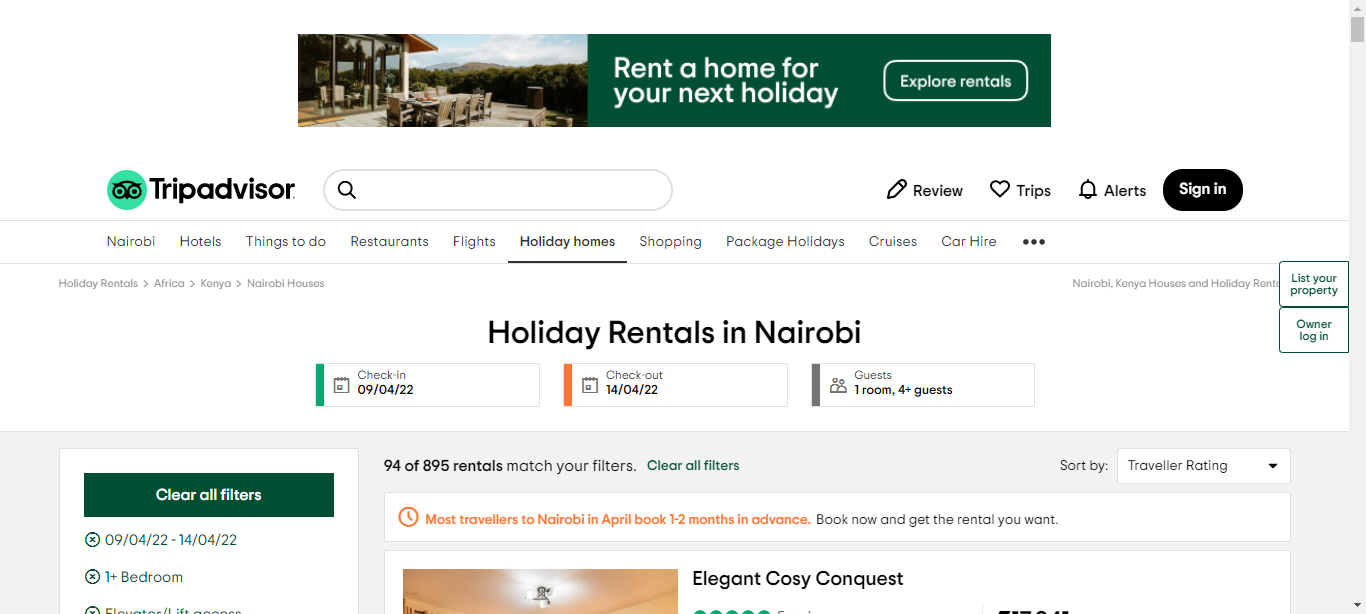 Rent a home for
your next holiday
Explore rentals
Tripadvisor
Review
Trips
Alerts
Sign in
Nairobi
Hotels
Things to do
Restaurants
Flights
Holiday homes
Shopping
Package Holidays
Cruises
Car Hire
List your
property
Owner
log in
Holiday Rentals > Africa > Kenya > Nairobi Houses
Nairobi, Kenya Houses and Holiday
Holiday Rentals in Nairobi
Check-in
09/04/22
Check-out
14/04/22
Guests
1 room, 4+ guests
Clear all filters
09/04/22 - 14/04/22
1+ Bedroom
Elevator/Lift access
94 of 895 rentals match your filters. Clear all filters
Sort by: Traveller Rating
Most travellers to Nairobi in April book 1-2 months in advance. Book now and get the rental you want.
Elegant Cosy Conquest